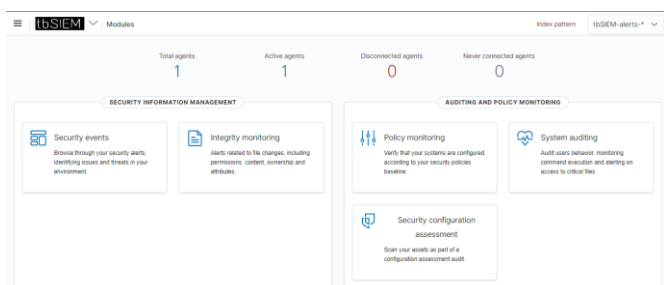 tbSIEM Modules Index pattern tbSIEM-alerts-*
Total agents Active agents Disconnected agents Never connected agents
1 1 0 0
SECURITY INFORMATION MANAGEMENT
Security events
Browse through your security alerts,
identifying issues and threats in your
environment.
Integrity monitoring
Alerts related to file changes, including
permissions, content, ownership and
attributes.
AUDITING AND POLICY MONITORING
Policy monitoring
Verify that your systems are configured
according to your security policies
baseline.
System auditing
Audit users behavior, monitoring
command execution and alerting on
access to critical files.
Security configuration
assessment
Scan your assets as part of a
configuration assessment audit.